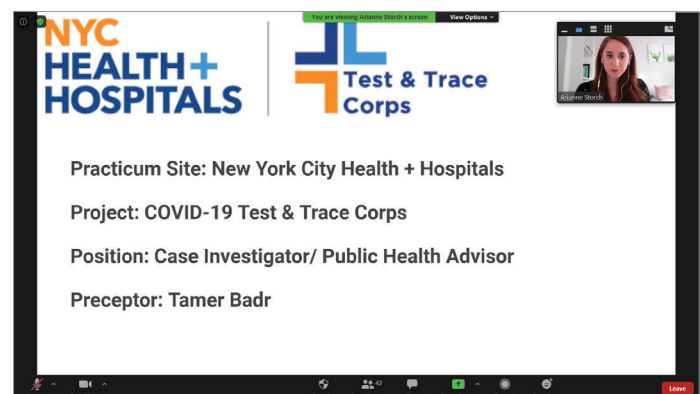 You are viewing Arianne Storch's screen
View Options
NYC
HEALTH+
HOSPITALS
Test & Trace
Corps
Arianne Storch
Practicum Site: New York City Health + Hospitals
Project: COVID-19 Test & Trace Corps
Position: Case Investigator/ Public Health Advisor
Preceptor: Tamer Badr
42
Leave